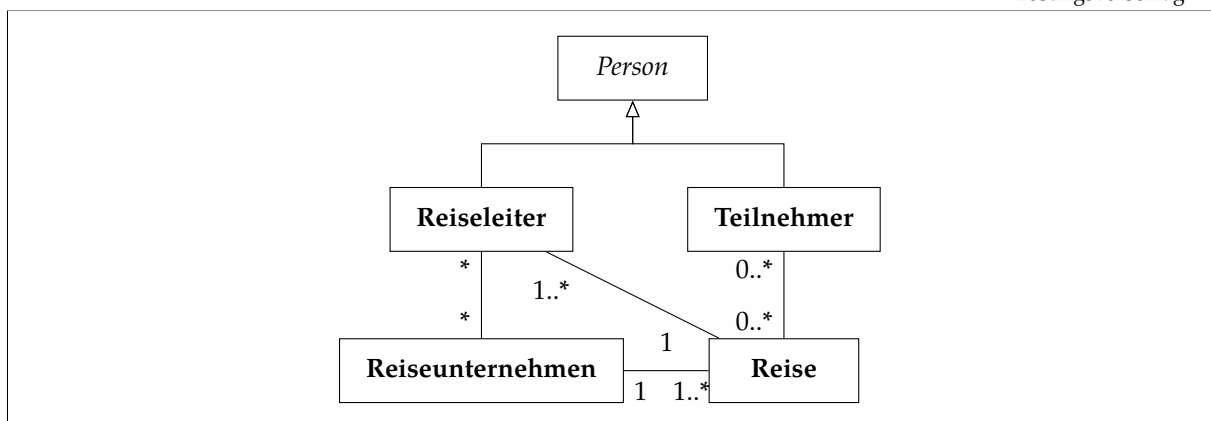 Person
Reiseleiter
Teilnehmer
*
0..*
1..*
*
0..*
1
Reiseunternehmen
Reise
1
1..*